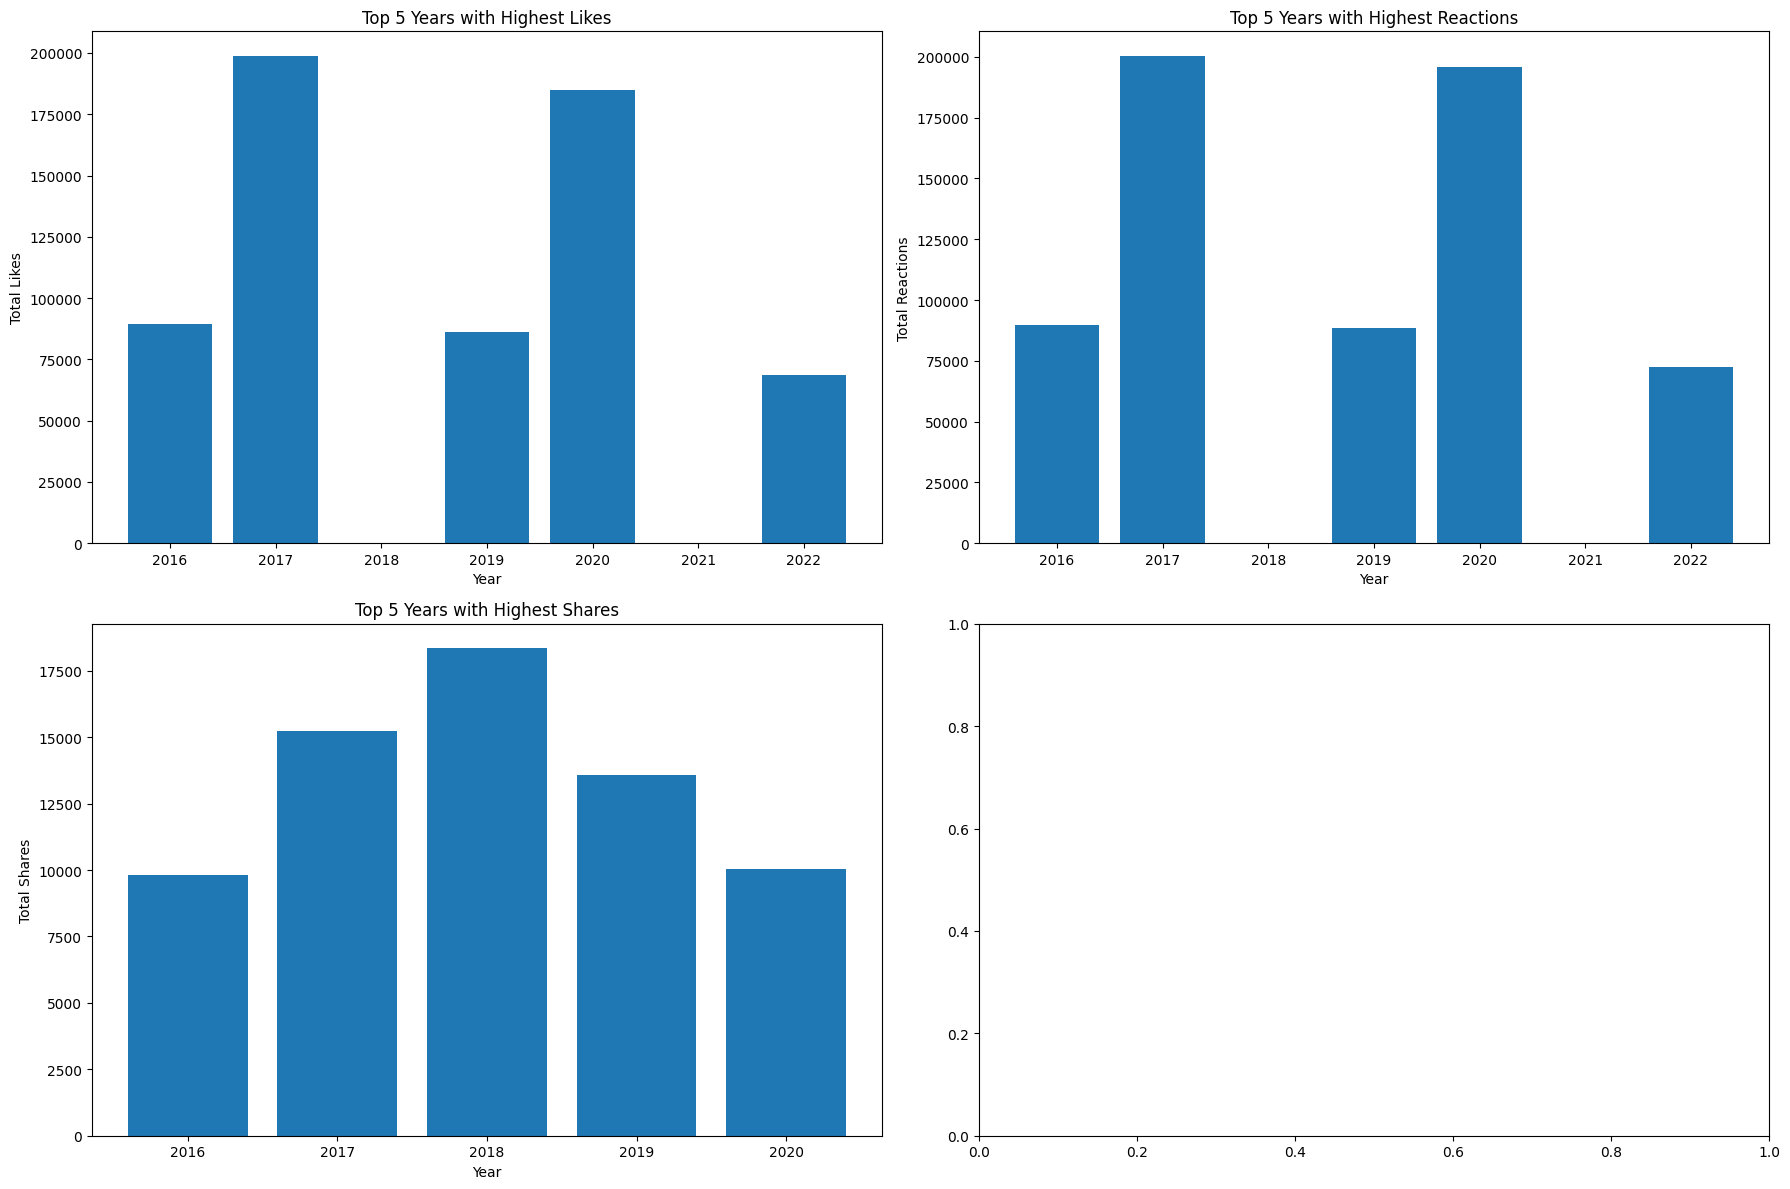 Top 5 Years with Highest Likes
200000
175000
150000
125000
100000
75000
50000
25000
0
Total Likes
2016 2017 2018 2019 2020 2021 2022
Year
Top 5 Years with Highest Reactions
200000
175000
150000
125000
100000
75000
50000
25000
0
Total Reactions
2016 2017 2018 2019 2020 2021 2022
Year
Top 5 Years with Highest Shares
17500
15000
12500
10000
7500
5000
2500
0
Total Shares
2016 2017 2018 2019 2020
Year
1.0
0.8
0.6
0.4
0.2
0.0
0.0 0.2 0.4 0.6 0.8 1.0